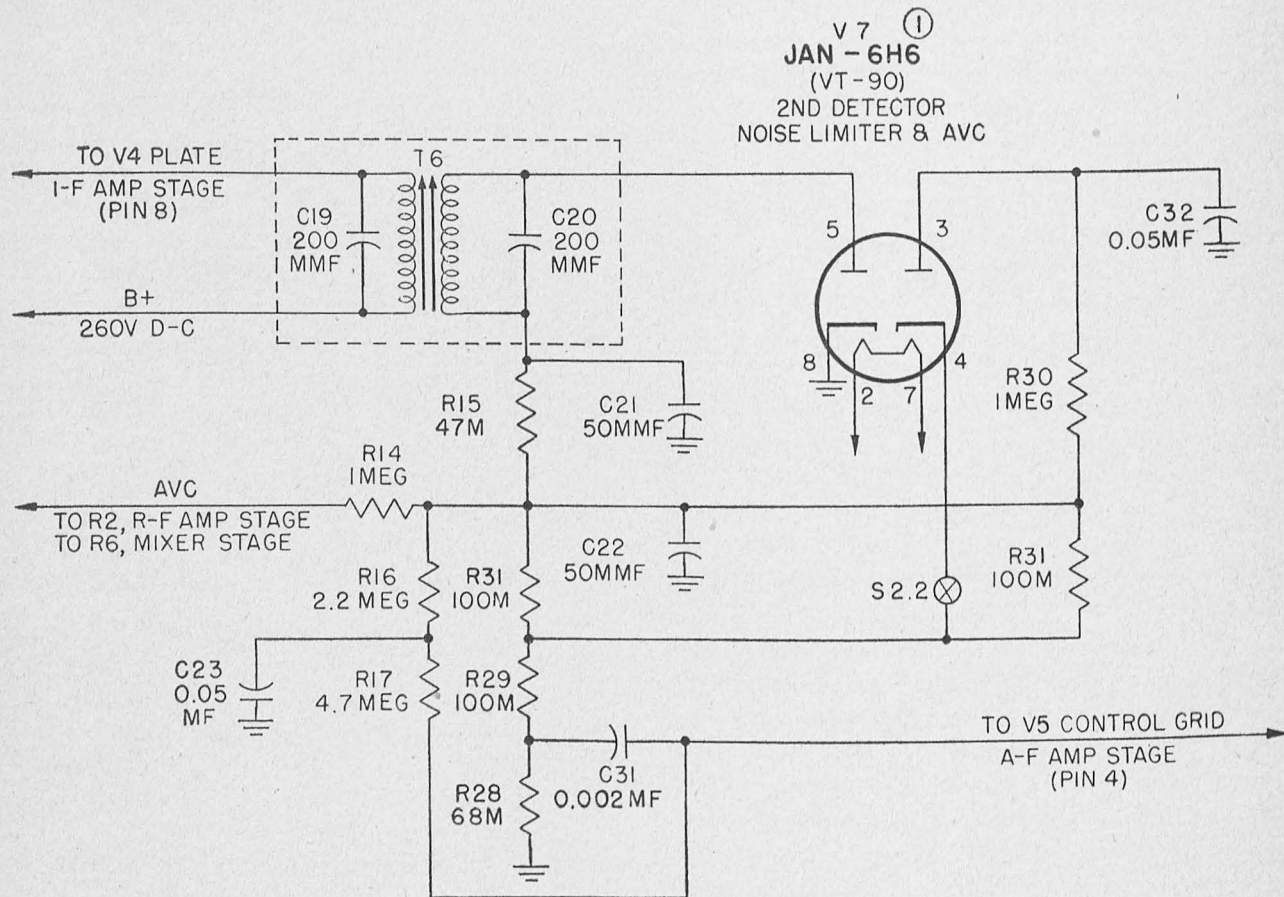 V 7 ①
JAN - 6H6
(VT-90)
2ND DETECTOR
NOISE LIMITER & AVC
TO V4 PLATE
I-F AMP STAGE
(PIN 8)
B+
260V D-C
T6
C19
200
MMF
C20
200
MMF
5
3
8
2
7
4
C32
0.05MF
R30
1MEG
R15
47M
C21
50MMF
R14
1MEG
AVC
TO R2, R-F AMP STAGE
TO R6, MIXER STAGE
R16
2.2 MEG
R31
100M
C22
50MMF
S2.2
R31
100M
C23
0.05
MF
R17
4.7 MEG
R29
100M
C31
0.002MF
R28
68M
TO V5 CONTROL GRID
A-F AMP STAGE
(PIN 4)